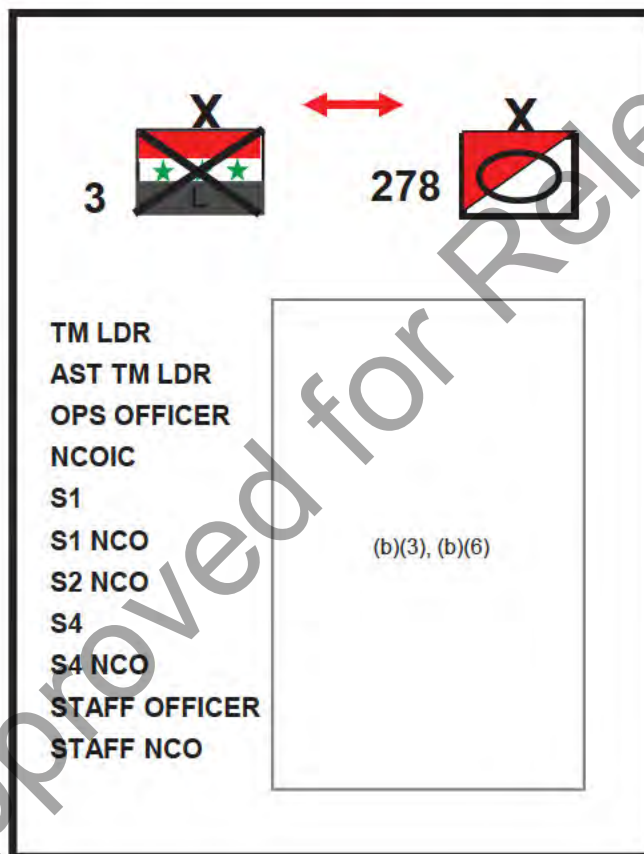 X X
3 L 278
TM LDR
AST TM LDR
OPS OFFICER
NCOIC
S1
S1 NCO
(b)(3), (b)(6)
S2 NCO
S4
S4 NCO
STAFF OFFICER
STAFF NCO
pproved for Rele